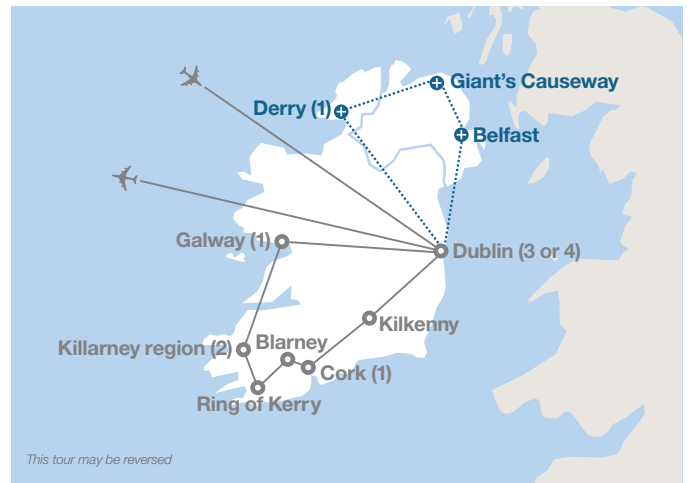 Giant's Causeway
Derry (1)
Belfast
Galway (1)
Dublin (3 or 4)
Kilkenny
Blarney
Killarney region (2)
Cork (1)
Ring of Kerry
This tour may be reversed